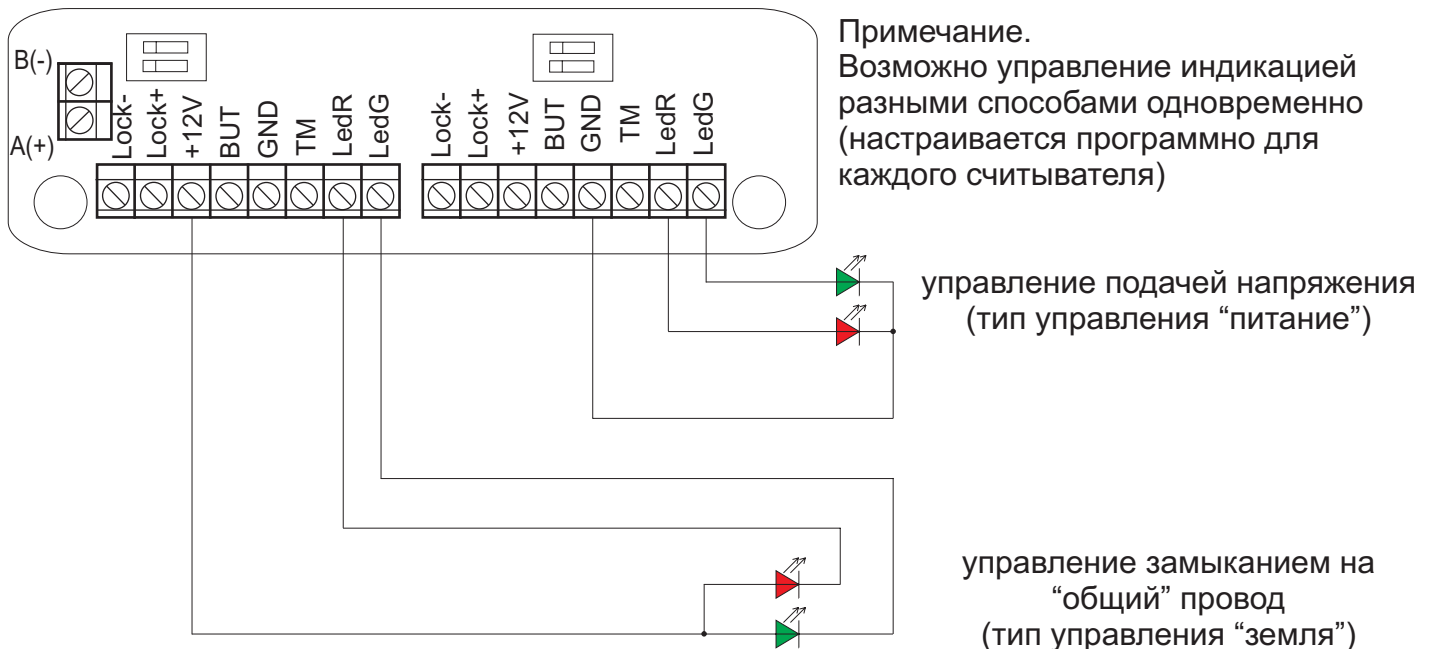 Примечание.
Возможно управление индикацией
разными способами одновременно
(настраивается программно для
каждого считывателя)
B(-)
A(+)
Lock-
Lock+
+12V
BUT
GND
TM
LedR
LedG
Lock-
Lock+
+12V
BUT
GND
TM
LedR
LedG
управление подачей напряжения
(тип управления “питание”)
управление замыканием на
“общий” провод
(тип управления “земля”)